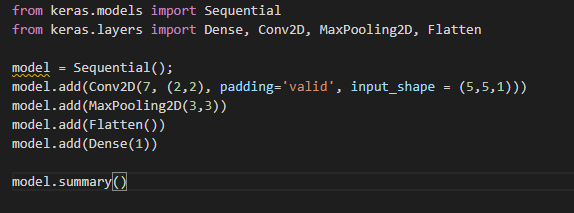 from keras.models import Sequential
from keras.layers import Dense, Conv2D, MaxPooling2D, Flatten
model = Sequential();
model.add(Conv2D(7, (2,2), padding='valid', input_shape = (5,5,1)))
model.add(MaxPooling2D(3,3))
model.add(Flatten())
model.add(Dense(1))
model.summary()